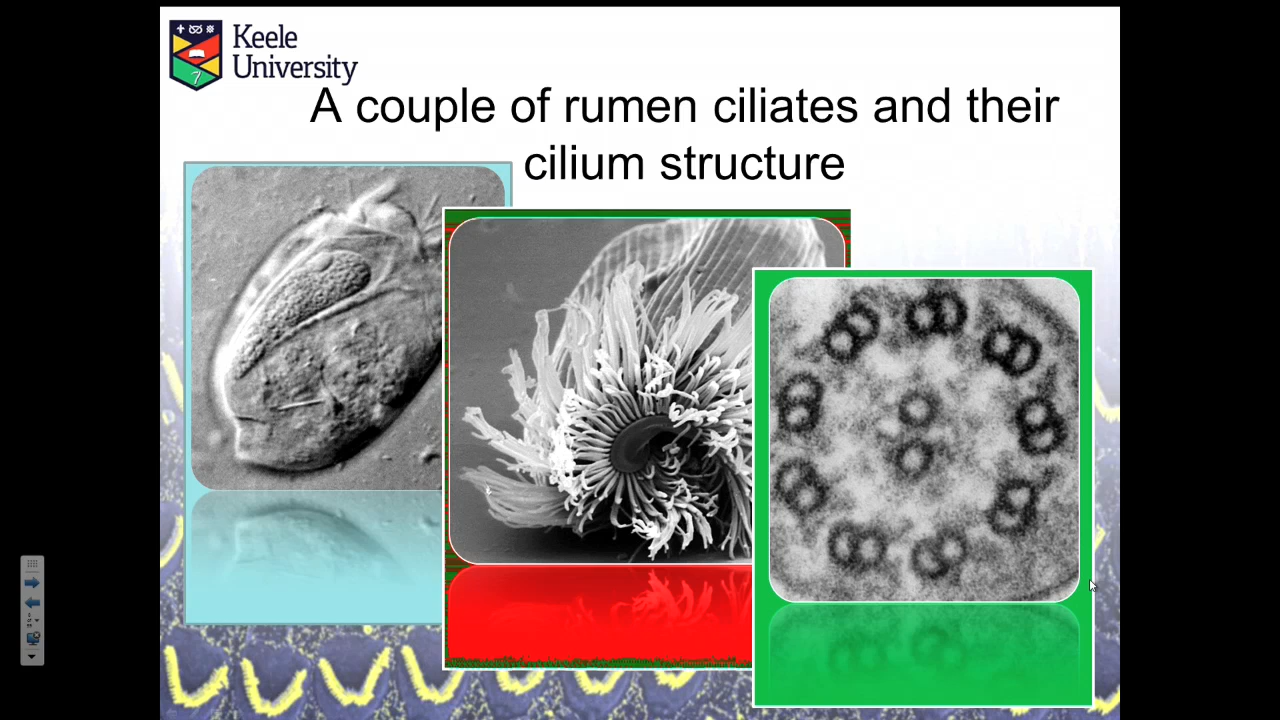 Keele
University
A couple of rumen ciliates and their
cilium structure